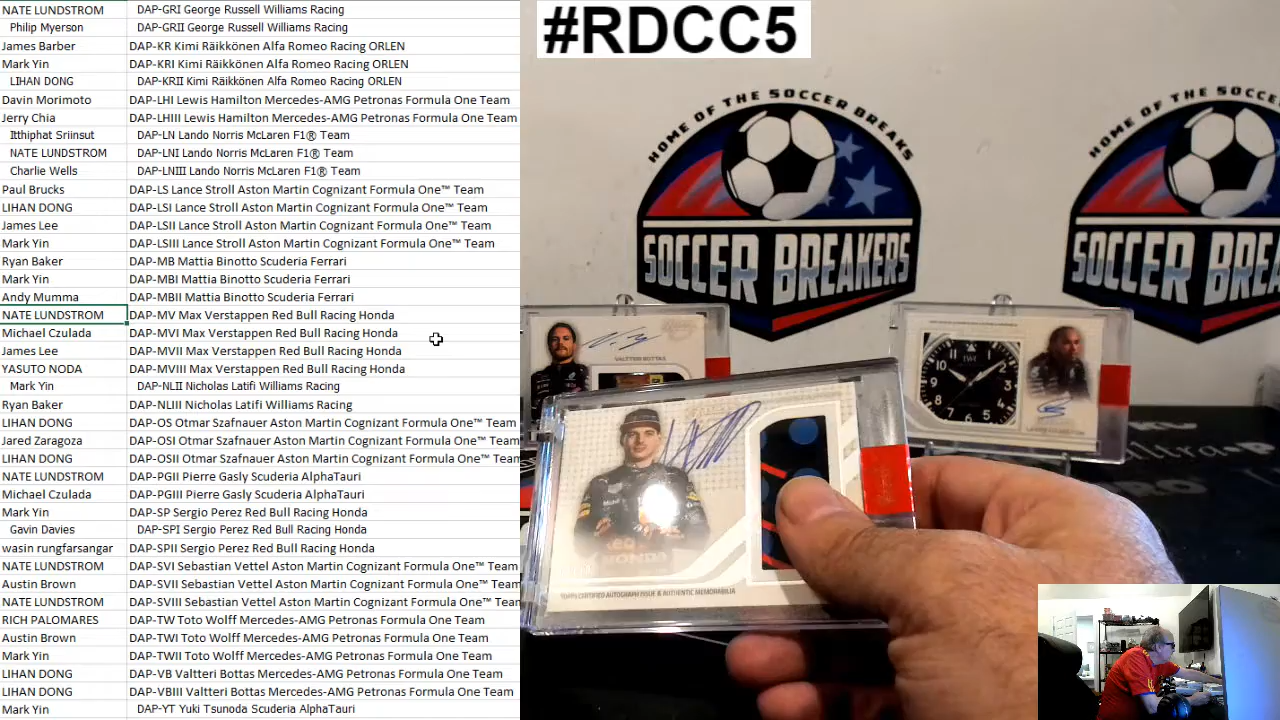 NATE LUNDSTROM DAP-GRI George Russell Williams Racing
Philip Myerson DAP-GRII George Russell Williams Racing
James Barber DAP-KR Kimi Räikkönen Alfa Romeo Racing ORLEN
Mark Yin DAP-KRI Kimi Räikkönen Alfa Romeo Racing ORLEN
LIHAN DONG DAP-KRII Kimi Räikkönen Alfa Romeo Racing ORLEN
Davin Morimoto DAP-LHI Lewis Hamilton Mercedes-AMG Petronas Formula One Team
Jerry Chia DAP-LHIII Lewis Hamilton Mercedes-AMG Petronas Formula One Team
Itthiphat Sriinsut DAP-LN Lando Norris McLaren F1® Team
NATE LUNDSTROM DAP-LNI Lando Norris McLaren F1® Team
Charlie Wells DAP-LNIII Lando Norris McLaren F1® Team
Paul Brucks DAP-LS Lance Stroll Aston Martin Cognizant Formula One™ Team
LIHAN DONG DAP-LSI Lance Stroll Aston Martin Cognizant Formula One™ Team
James Lee DAP-LSII Lance Stroll Aston Martin Cognizant Formula One™ Team
Mark Yin DAP-LSIII Lance Stroll Aston Martin Cognizant Formula One™ Team
Ryan Baker DAP-MB Mattia Binotto Scuderia Ferrari
Mark Yin DAP-MBI Mattia Binotto Scuderia Ferrari
Andy Mumma DAP-MBII Mattia Binotto Scuderia Ferrari
NATE LUNDSTROM DAP-MV Max Verstappen Red Bull Racing Honda
Michael Czulada DAP-MVI Max Verstappen Red Bull Racing Honda
James Lee DAP-MVII Max Verstappen Red Bull Racing Honda
YASUTO NODA DAP-MVIII Max Verstappen Red Bull Racing Honda
Mark Yin DAP-NLII Nicholas Latifi Williams Racing
Ryan Baker DAP-NLIII Nicholas Latifi Williams Racing
LIHAN DONG DAP-OS Otmar Szafnauer Aston Martin Cognizant Formula One™ Team
Jared Zaragoza DAP-OSI Otmar Szafnauer Aston Martin Cognizant Formula One™ Team
LIHAN DONG DAP-OSII Otmar Szafnauer Aston Martin Cognizant Formula One™ Team
NATE LUNDSTROM DAP-PGII Pierre Gasly Scuderia AlphaTauri
Michael Czulada DAP-PGIII Pierre Gasly Scuderia AlphaTauri
Mark Yin DAP-SP Sergio Perez Red Bull Racing Honda
Gavin Davies DAP-SPI Sergio Perez Red Bull Racing Honda
wasin rungfarsangar DAP-SPII Sergio Perez Red Bull Racing Honda
NATE LUNDSTROM DAP-SVI Sebastian Vettel Aston Martin Cognizant Formula One™ Team
Austin Brown DAP-SVII Sebastian Vettel Aston Martin Cognizant Formula One™ Team
NATE LUNDSTROM DAP-SVIII Sebastian Vettel Aston Martin Cognizant Formula One™ Team
RICH PALOMARES DAP-TW Toto Wolff Mercedes-AMG Petronas Formula One Team
Austin Brown DAP-TWI Toto Wolff Mercedes-AMG Petronas Formula One Team
Mark Yin DAP-TWII Toto Wolff Mercedes-AMG Petronas Formula One Team
LIHAN DONG DAP-VB Valtteri Bottas Mercedes-AMG Petronas Formula One Team
LIHAN DONG DAP-VBIII Valtteri Bottas Mercedes-AMG Petronas Formula One Team
Mark Yin DAP-YT Yuki Tsunoda Scuderia AlphaTauri
#RDCC5
HOME OF THE SOCCER BREAKS
SOCCER BREAKERS
HOME OF THE SOCCER BREAKS
SOCCER BREAKERS
VALTTERI BOTTAS
IWC
HONDA
TOPPS CERTIFIED AUTOGRAPH ISSUE & AUTHENTIC MEMORABILIA